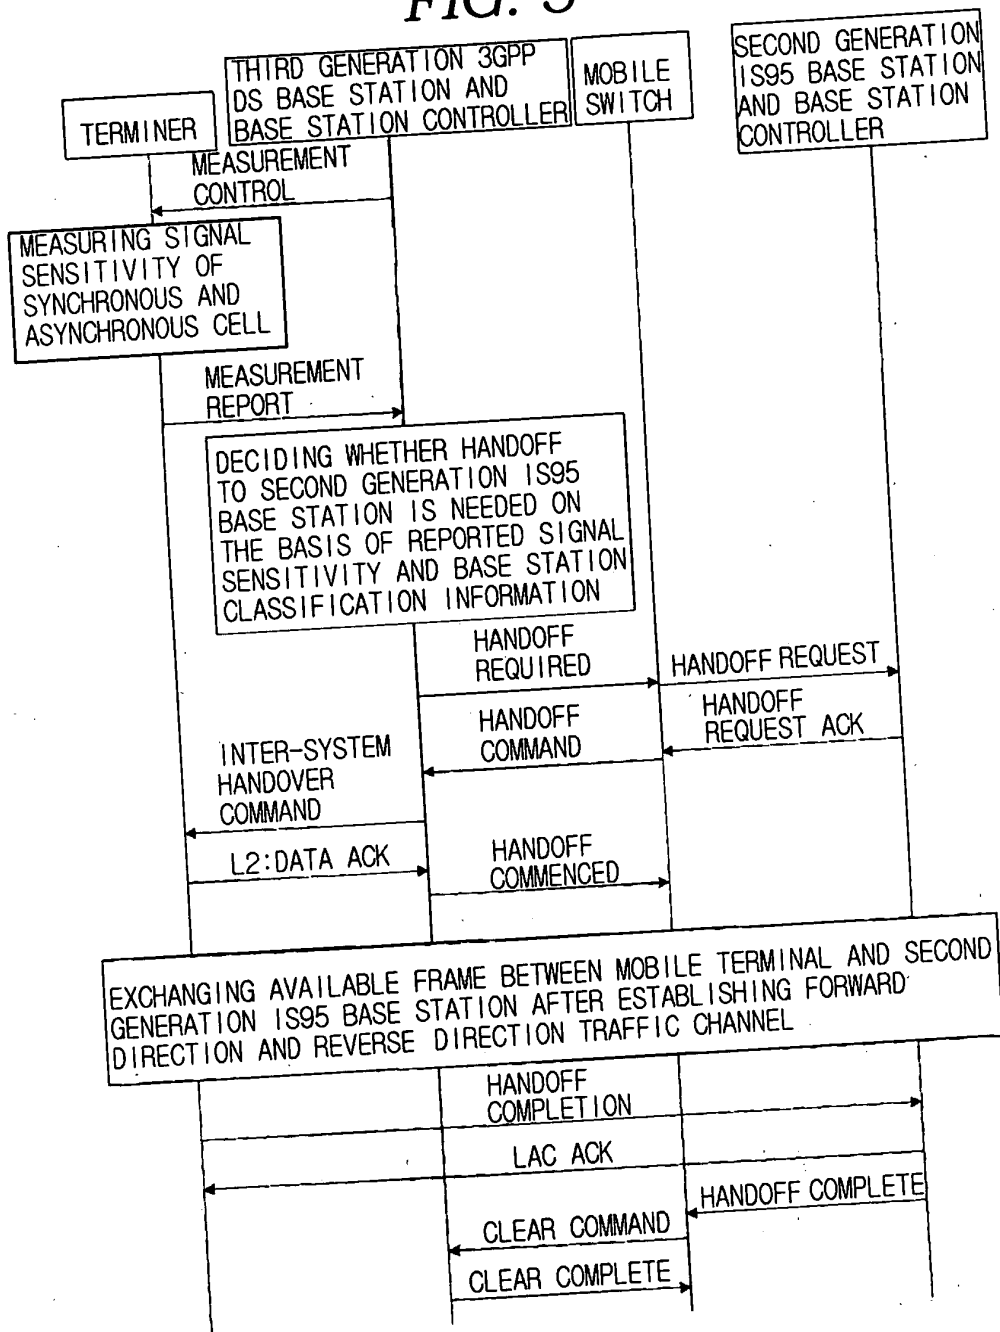 FIG. 5
TERMINER
THIRD GENERATION 3GPP
DS BASE STATION AND
BASE STATION CONTROLLER
MOBILE
SWITCH
SECOND GENERATION
IS95 BASE STATION
AND BASE STATION
CONTROLLER
MEASUREMENT
CONTROL
MEASURING SIGNAL
SENSITIVITY OF
SYNCHRONOUS AND
ASYNCHRONOUS CELL
MEASUREMENT
REPORT
DECIDING WHETHER HANDOFF
TO SECOND GENERATION IS95
BASE STATION IS NEEDED ON
THE BASIS OF REPORTED SIGNAL
SENSITIVITY AND BASE STATION
CLASSIFICATION INFORMATION
HANDOFF
REQUIRED
HANDOFF REQUEST
HANDOFF
REQUEST ACK
HANDOFF
COMMAND
INTER-SYSTEM
HANDOVER
COMMAND
L2:DATA ACK
HANDOFF
COMMENCED
EXCHANGING AVAILABLE FRAME BETWEEN MOBILE TERMINAL AND SECOND
GENERATION IS95 BASE STATION AFTER ESTABLISHING FORWARD
DIRECTION AND REVERSE DIRECTION TRAFFIC CHANNEL
HANDOFF
COMPLETION
LAC ACK
HANDOFF COMPLETE
CLEAR COMMAND
CLEAR COMPLETE